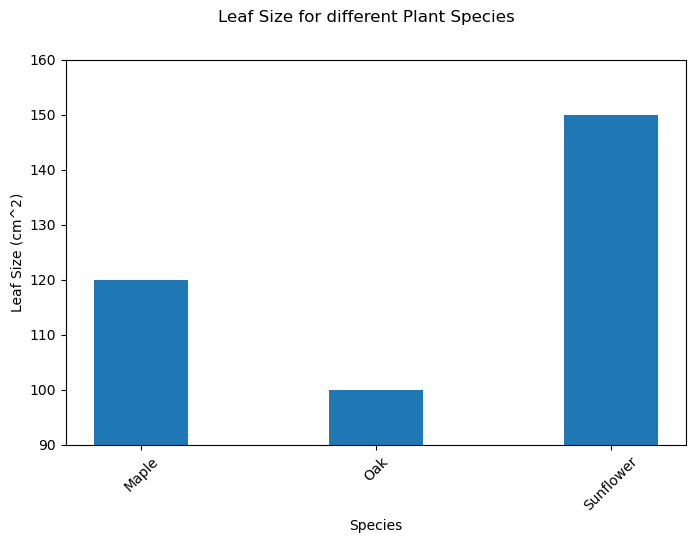 Leaf Size for different Plant Species
160
150
140
130
120
110
100
90
Leaf Size (cm^2)
Maple
Oak
Sunflower
Species